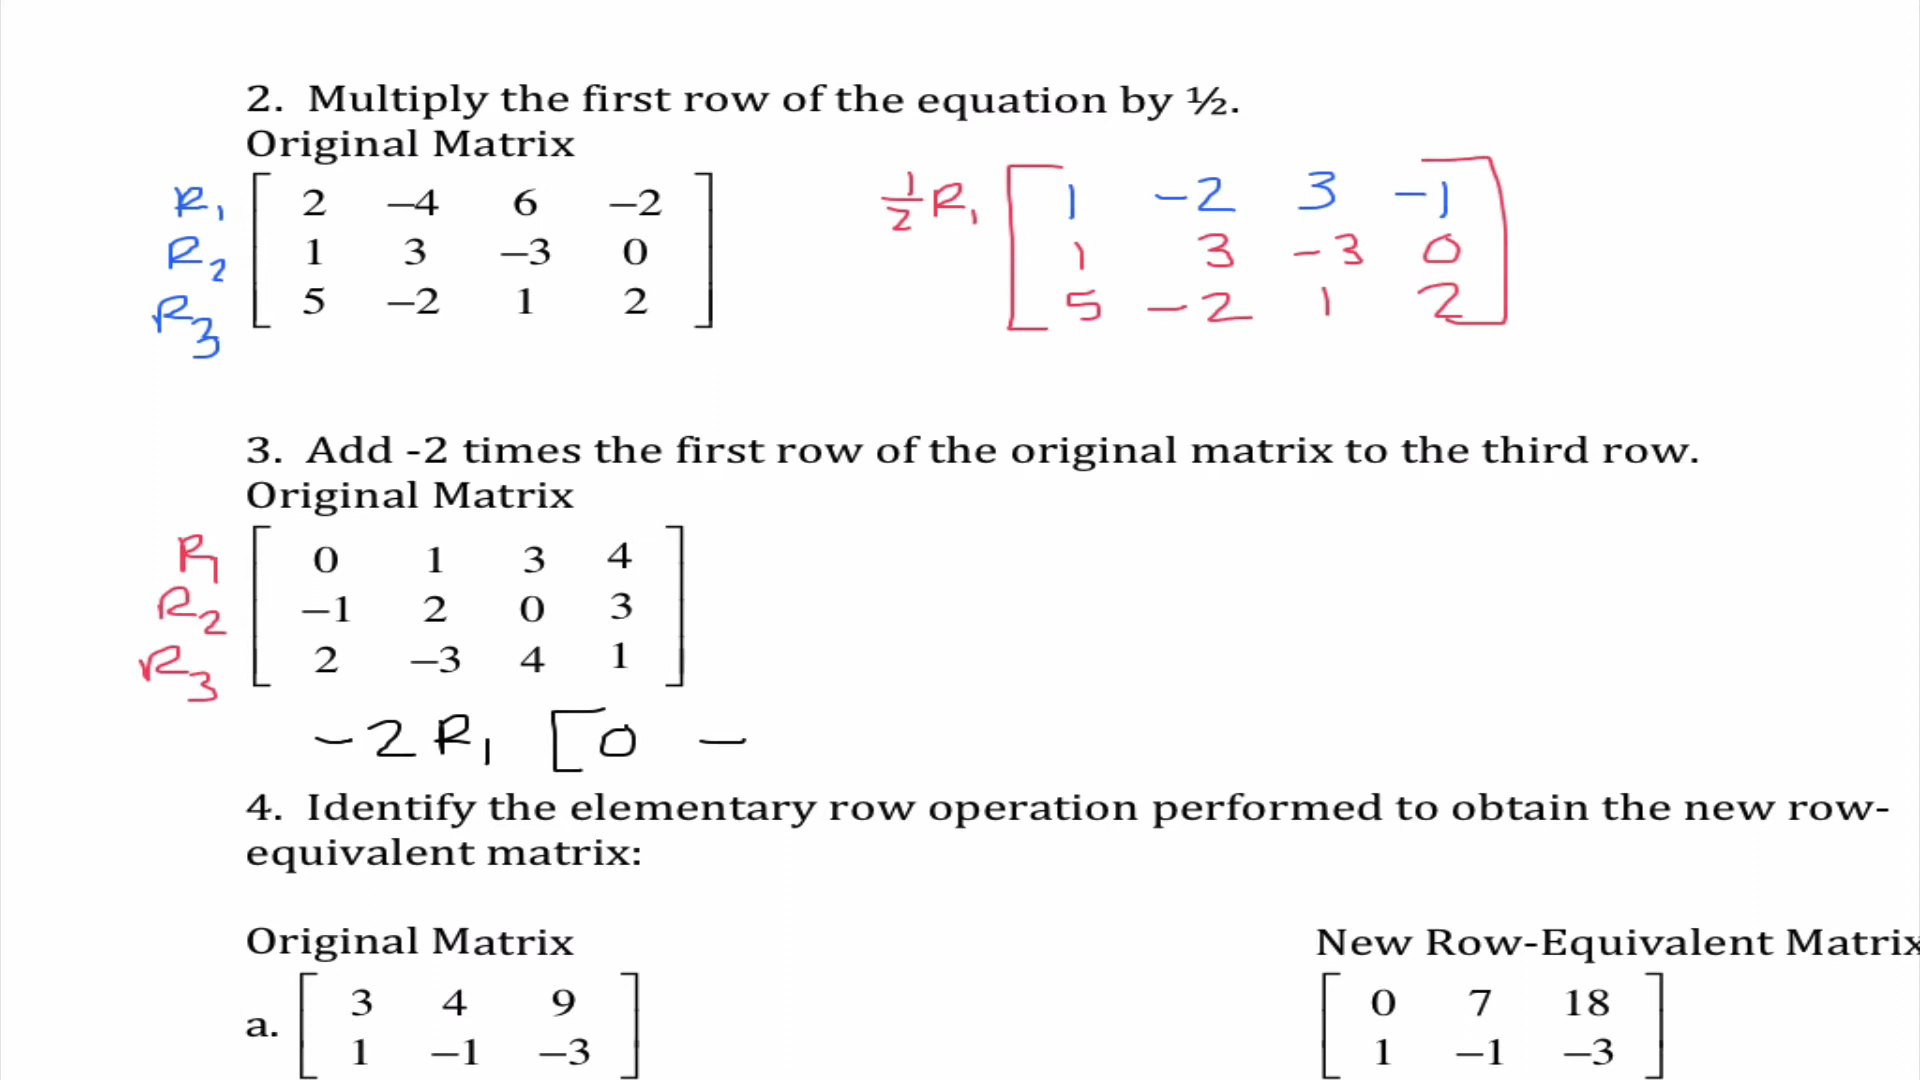 2. Multiply the first row of the equation by ½.
Original Matrix
R₁ [ 2 −4 6 −2 ] ½R₁ [ 1 −2 3 −1 ]
R₂ [ 1 3 −3 0 ] [ 1 3 −3 0 ]
R₃ [ 5 −2 1 2 ] [ 5 −2 1 2 ]
3. Add -2 times the first row of the original matrix to the third row.
Original Matrix
R₁ [ 0 1 3 4 ]
R₂ [ −1 2 0 3 ]
R₃ [ 2 −3 4 1 ]
−2R₁ [ 0 −
4. Identify the elementary row operation performed to obtain the new row-
equivalent matrix:
Original Matrix New Row-Equivalent Matrix
a. [ 3 4 9 ] [ 0 7 18 ]
[ 1 −1 −3 ] [ 1 −1 −3 ]